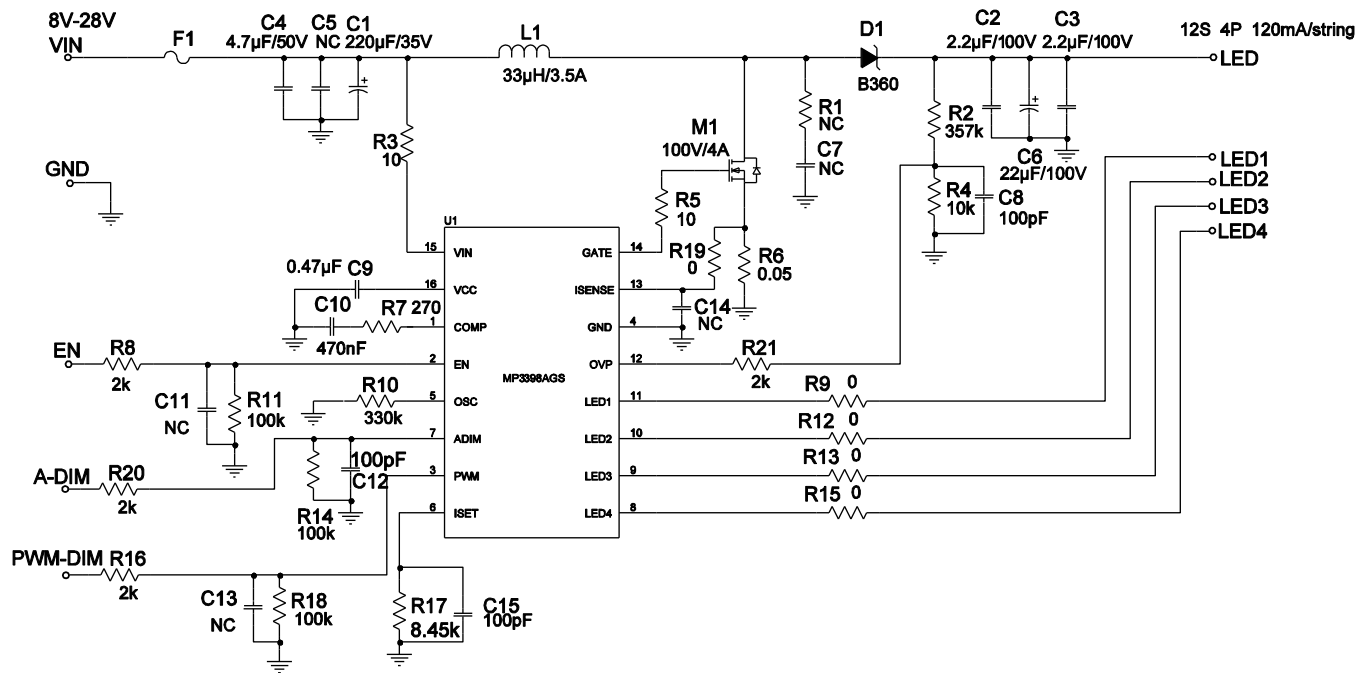 8V-28V
VIN
F1
C4
4.7µF/50V
C5
NC
C1
220µF/35V
L1
33µH/3.5A
D1
B360
C2
2.2µF/100V
C3
2.2µF/100V
12S 4P 120mA/string
LED
R3
10
M1
100V/4A
R1
NC
C7
NC
R2
357k
C6
22µF/100V
GND
R5
10
R4
10k
C8
100pF
LED1
LED2
LED3
LED4
U1
15
VIN
16
VCC
1
COMP
2
EN
5
OSC
7
ADIM
3
PWM
6
ISET
MP3398AGS
GATE
14
ISENSE
13
GND
4
OVP
12
LED1
11
LED2
10
LED3
9
LED4
8
R19
0
R6
0.05
C14
NC
0.47µF
C9
C10
470nF
R7 270
EN
R8
2k
C11
NC
R11
100k
R10
330k
R21
2k
R9 0
R12 0
R13 0
R15 0
A-DIM
R20
2k
100pF
C12
R14
100k
PWM-DIM
R16
2k
C13
NC
R18
100k
R17
8.45k
C15
100pF